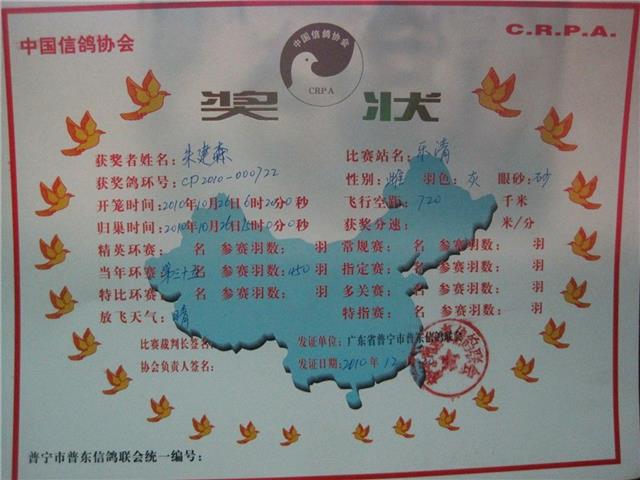 中国信鸽协会
C.R.P.A.
中国信鸽协会
CRPA
奖 状
获奖者姓名：朱建森 比赛站名：乐清
获奖鸽环号：CP2010-000722 性别：雌 羽色：灰 眼砂：砂
开笼时间：2010年10月26日6时20分0秒 飞行空距：720 千米
归巢时间：2010年10月26日15时0分0秒 获奖分速： 米/分
精英环赛： 名 参赛羽数： 羽 常规赛： 名 参赛羽数： 羽
当年环赛：第三十五名 参赛羽数：450羽 指定赛： 名 参赛羽数： 羽
特比环赛： 名 参赛羽数： 羽 多关赛： 名 参赛羽数： 羽
放飞天气：晴 特指赛： 名 参赛羽数： 羽
比赛裁判长签名： 发证单位：广东省普宁市普东信鸽联会
协会负责人签名： 发证日期：2010年12
普宁市普东信鸽联会统一编号：